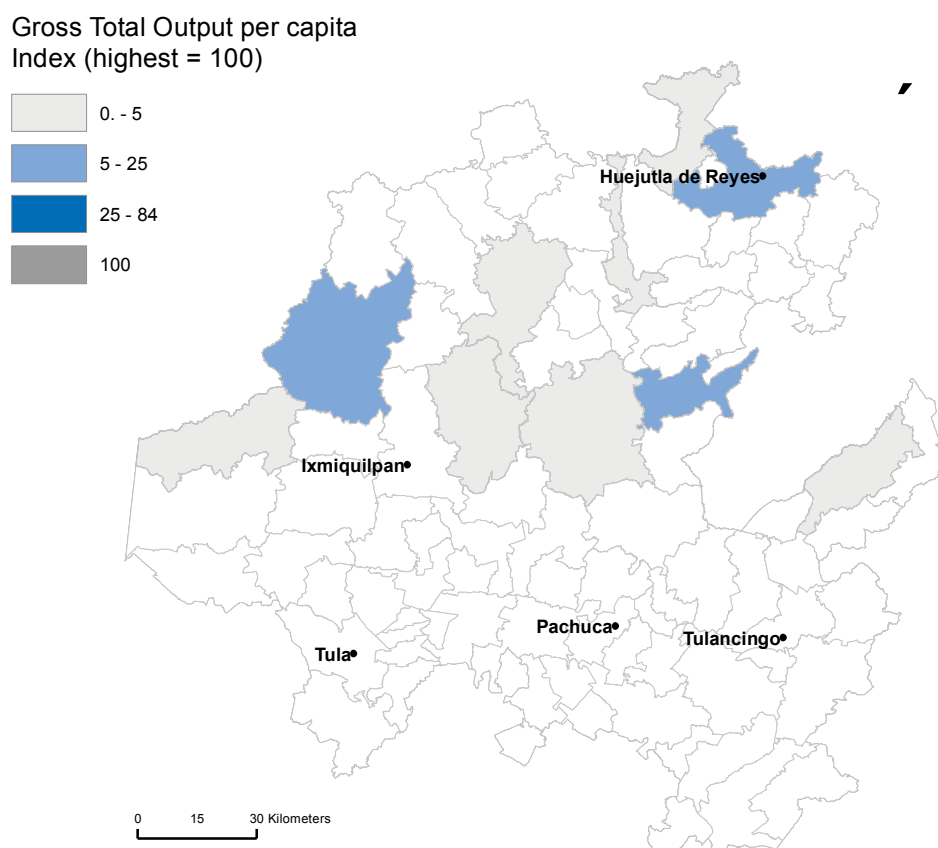 Gross Total Output per capita
Index (highest = 100)
0. - 5
5 - 25
25 - 84
100
Huejutla de Reyes
Ixmiquilpan
Pachuca
Tulancingo
Tula
0 15 30 Kilometers